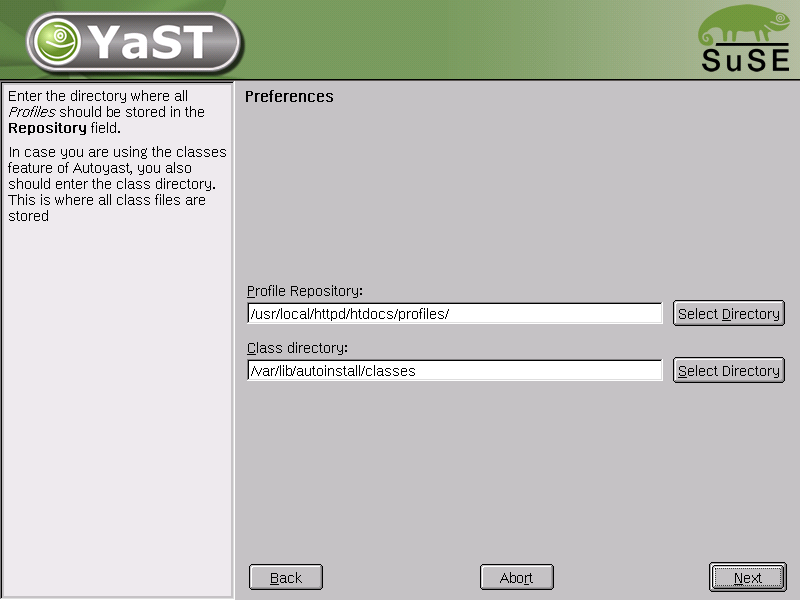 YaST
SuSE
Enter the directory where all
Profiles should be stored in the
Repository field.
In case you are using the classes
feature of Autoyast, you also
should enter the class directory.
This is where all class files are
stored
Preferences
Profile Repository:
/usr/local/httpd/htdocs/profiles/
Select Directory
Class directory:
/var/lib/autoinstall/classes
Select Directory
Back
Abort
Next